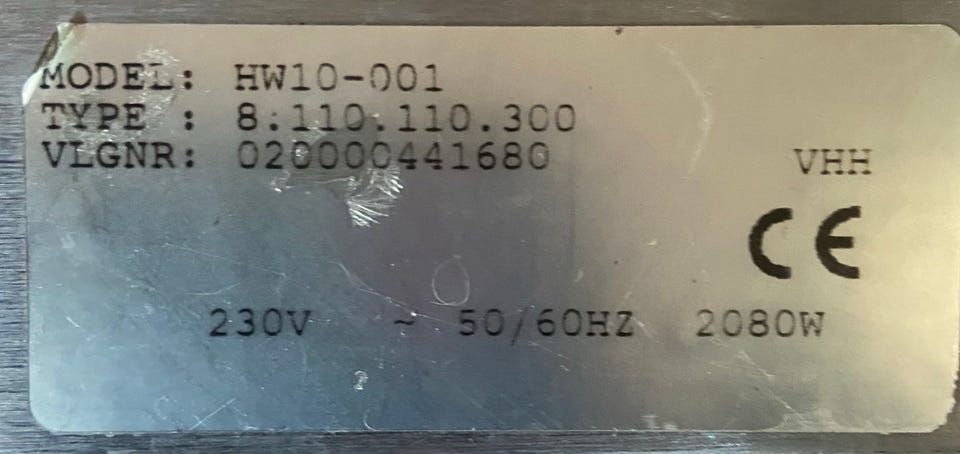 MODEL: HW10-001
TYPE : 8.110.110.300
VLGNR: 020000441680
VHH
CE
230V ~ 50/60HZ 2080W